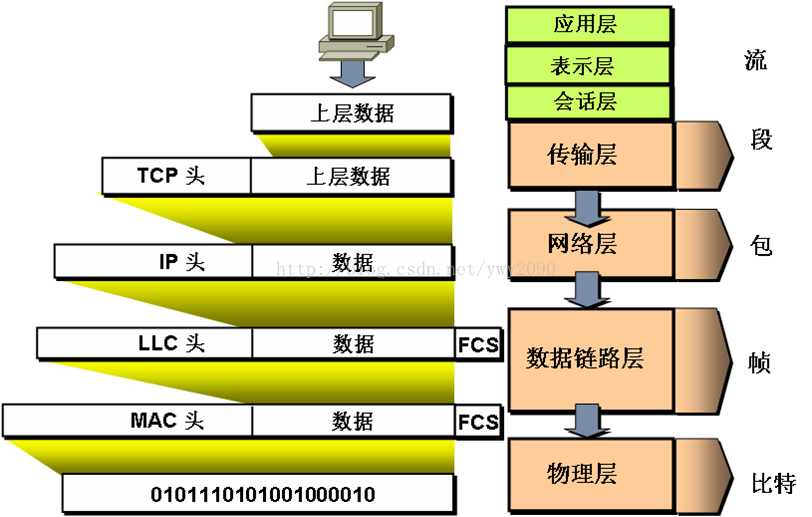 应用层
流
表示层
会话层
上层数据
传输层
段
TCP 头
上层数据
网络层
包
IP 头
数据
http://blog.csdn.net/yww2090
LLC 头
数据
FCS
数据链路层
帧
MAC 头
数据
FCS
物理层
比特
0101110101001000010